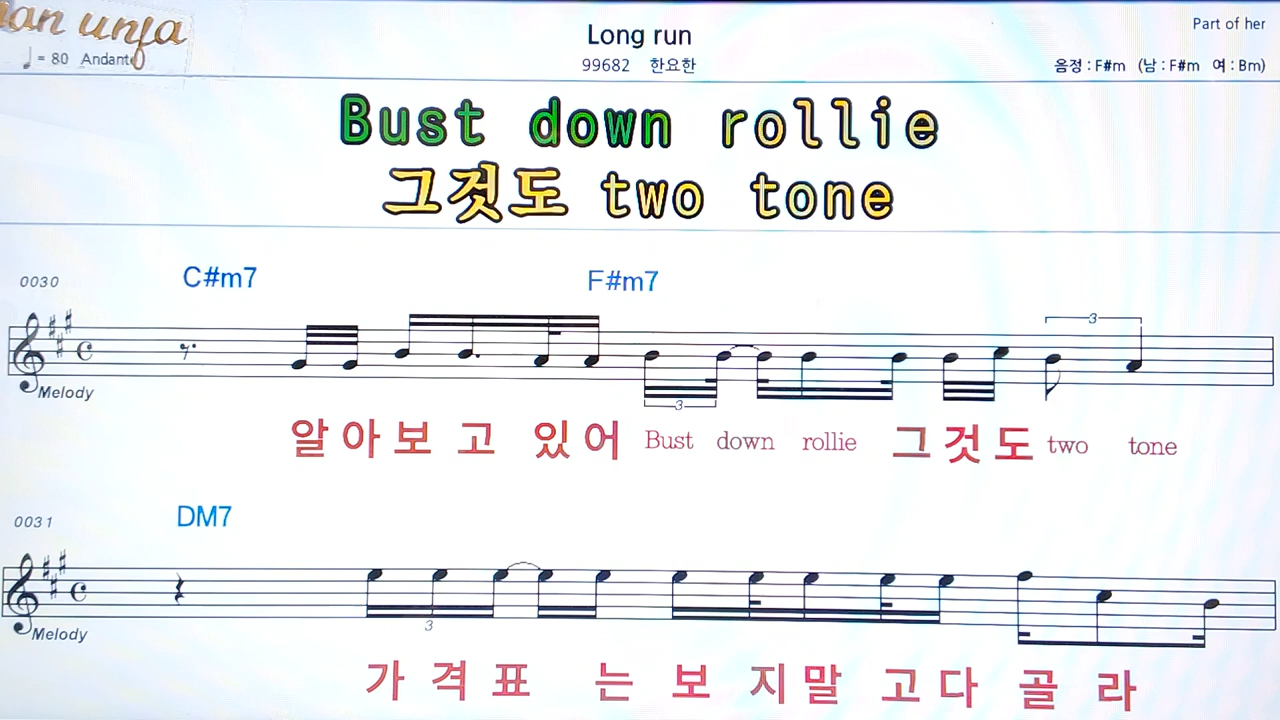 ♩ = 80 Andante
Long run
99682 한요한
Part of her
음정 : F#m (남 : F#m 여 : Bm)
Bust down rollie
그것도 two tone
0030
C#m7 F#m7
3
Melody
3
알아보고 있어 Bust down rollie 그것도 two tone
0031
DM7
3
Melody
가격표 는 보 지말 고다 골 라